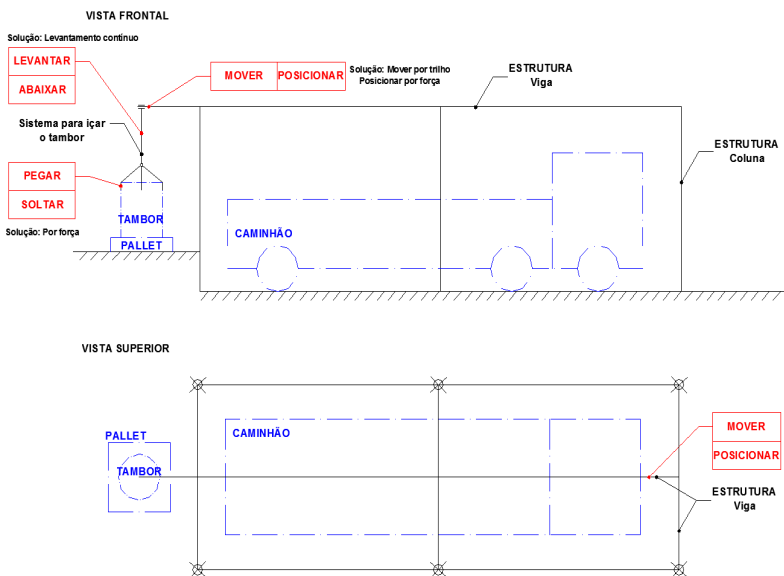 VISTA FRONTAL
Solução: Levantamento continuo
LEVANTAR
ABAIXAR
MOVER
POSICIONAR
Solução: Mover por trilho
Posicionar por força
ESTRUTURA
Viga
Sistema para içar
o tambor
ESTRUTURA
Coluna
PEGAR
SOLTAR
Solução: Por força
TAMBOR
PALLET
CAMINHÃO
VISTA SUPERIOR
PALLET
TAMBOR
CAMINHÃO
MOVER
POSICIONAR
ESTRUTURA
Viga